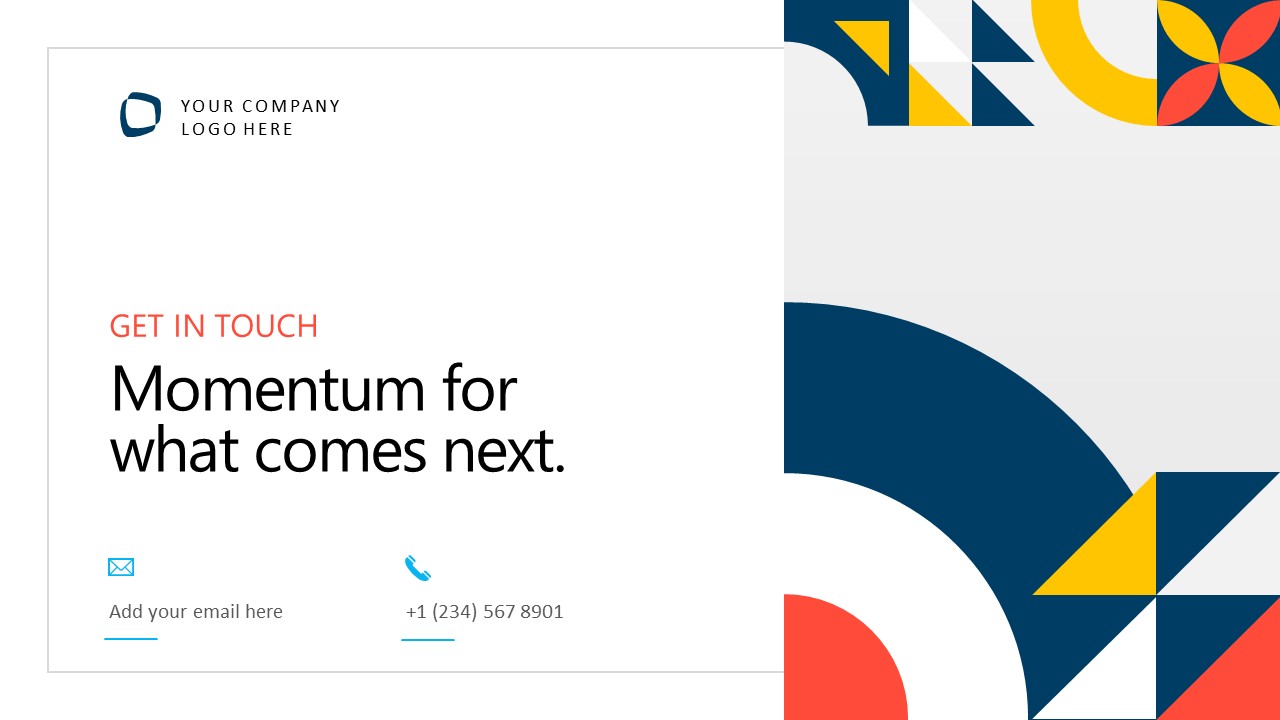 YOUR COMPANY
LOGO HERE
GET IN TOUCH
Momentum for
what comes next.
Add your email here
+1 (234) 567 8901